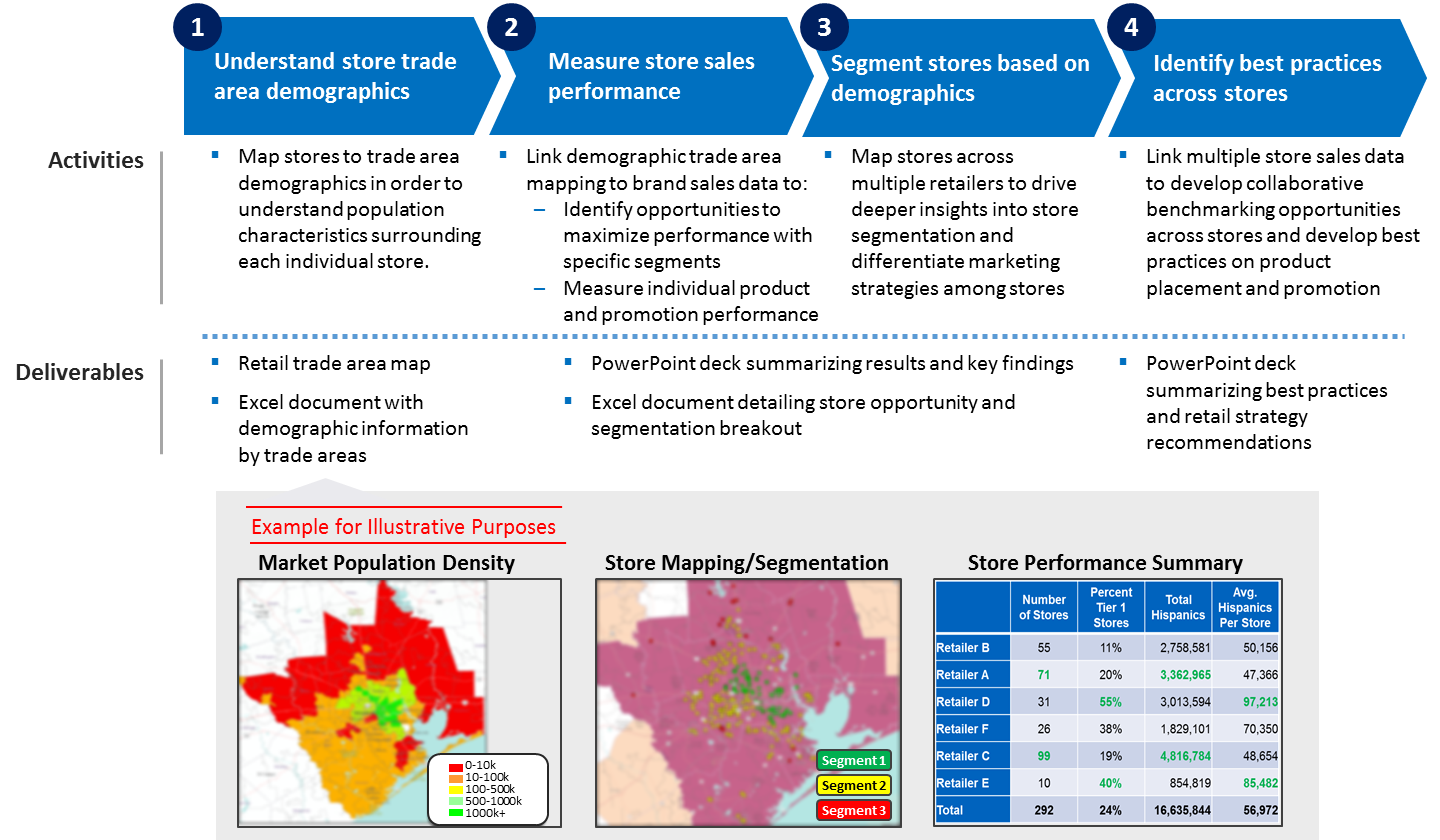 1
Understand store trade
area demographics
2
Measure store sales
performance
3
Segment stores based on
demographics
4
Identify best practices
across stores
Activities
▪ Map stores to trade area
demographics in order to
understand population
characteristics surrounding
each individual store.
▪ Link demographic trade area
mapping to brand sales data to:
– Identify opportunities to
maximize performance with
specific segments
– Measure individual product
and promotion performance
▪ Map stores across
multiple retailers to drive
deeper insights into store
segmentation and
differentiate marketing
strategies among stores
▪ Link multiple store sales data
to develop collaborative
benchmarking opportunities
across stores and develop best
practices on product
placement and promotion
Deliverables
▪ Retail trade area map
▪ Excel document with
demographic information
by trade areas
▪ PowerPoint deck summarizing results and key findings
▪ Excel document detailing store opportunity and
segmentation breakout
▪ PowerPoint deck
summarizing best practices
and retail strategy
recommendations
Example for Illustrative Purposes
Market Population Density
0-10k
10-100k
100-500k
500-1000k
1000k+
Store Mapping/Segmentation
Segment 1
Segment 2
Segment 3
Store Performance Summary
Number of Stores Percent Tier 1 Stores Total Hispanics Avg. Hispanics Per Store
Retailer B 55 11% 2,758,581 50,156
Retailer A 71 20% 3,362,965 47,366
Retailer D 31 55% 3,013,594 97,213
Retailer F 26 38% 1,829,101 70,350
Retailer C 99 19% 4,816,784 48,654
Retailer E 10 40% 854,819 85,482
Total 292 24% 16,635,844 56,972